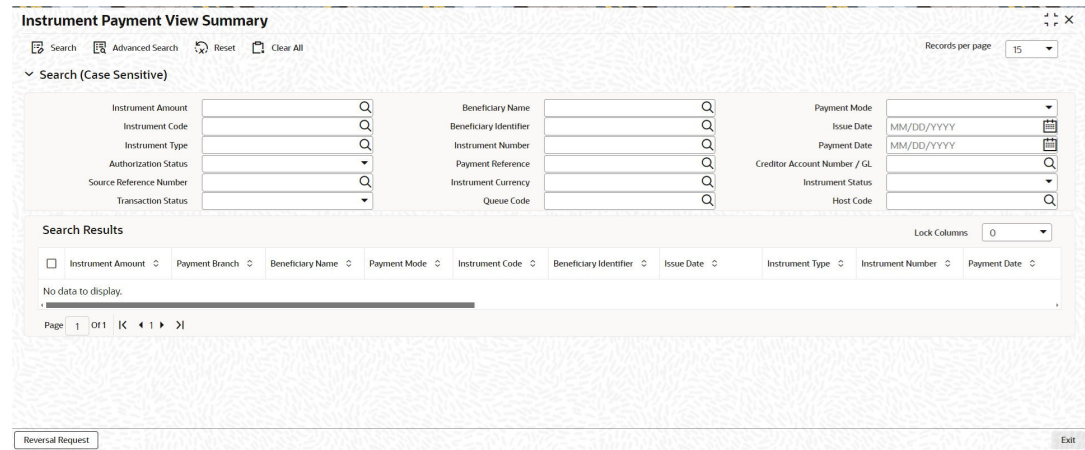 Instrument Payment View Summary
Search Advanced Search Reset Clear All Records per page 15
Search (Case Sensitive)
Instrument Amount Beneficiary Name Payment Mode
Instrument Code Beneficiary Identifier Issue Date MM/DD/YYYY
Instrument Type Instrument Number Payment Date MM/DD/YYYY
Authorization Status Payment Reference Creditor Account Number / GL
Source Reference Number Instrument Currency Instrument Status
Transaction Status Queue Code Host Code
Search Results Lock Columns 0
Instrument Amount Payment Branch Beneficiary Name Payment Mode Instrument Code Beneficiary Identifier Issue Date Instrument Type Instrument Number Payment Date
No data to display.
Page 1 Of 1 1
Reversal Request Exit